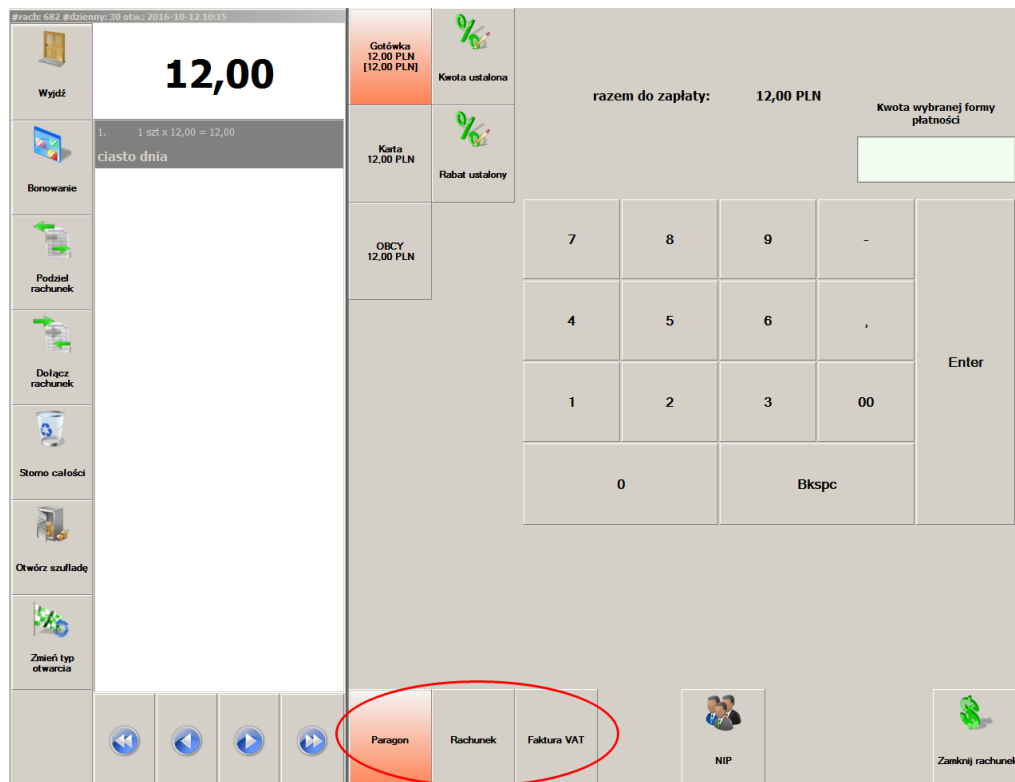 #rach: 682 #dzienny: 30 otw.: 2016-10-12 10:15
Wyjdź
12,00
Bonowanie
1. 1 szt x 12,00 = 12,00
ciasto dnia
Podziel
rachunek
Dołącz
rachunek
Storno całości
Otwórz szufladę
Zmień typ
otwarcia
Gotówka
12,00 PLN
[12,00 PLN]
Kwota ustalona
Karta
12,00 PLN
Rabat ustalony
OBCY
12,00 PLN
razem do zapłaty: 12,00 PLN
Kwota wybranej formy
płatności
7 8 9 -
4 5 6 ,
Enter
1 2 3 00
0 Bkspc
Paragon Rachunek Faktura VAT
NIP
Zamknij rachunek